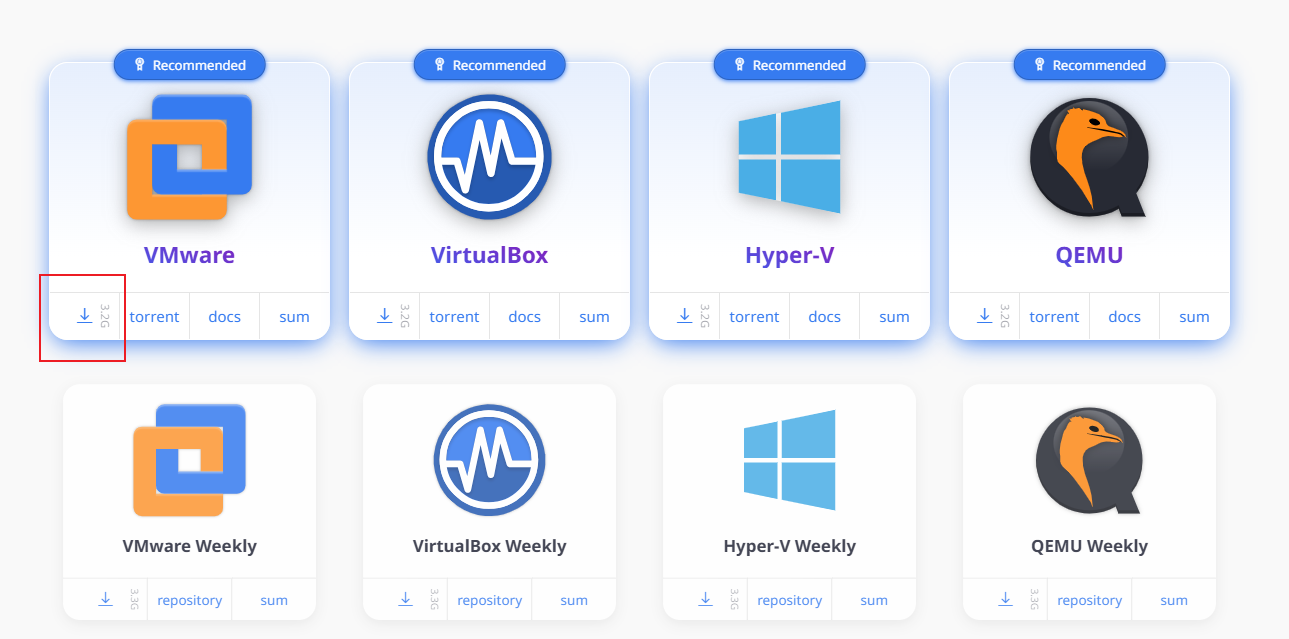 Recommended Recommended Recommended Recommended
VMware VirtualBox Hyper-V QEMU
3.2G torrent docs sum 3.2G torrent docs sum 3.2G torrent docs sum 3.2G torrent docs sum
VMware Weekly VirtualBox Weekly Hyper-V Weekly QEMU Weekly
3.3G repository sum 3.3G repository sum 3.3G repository sum 3.3G repository sum